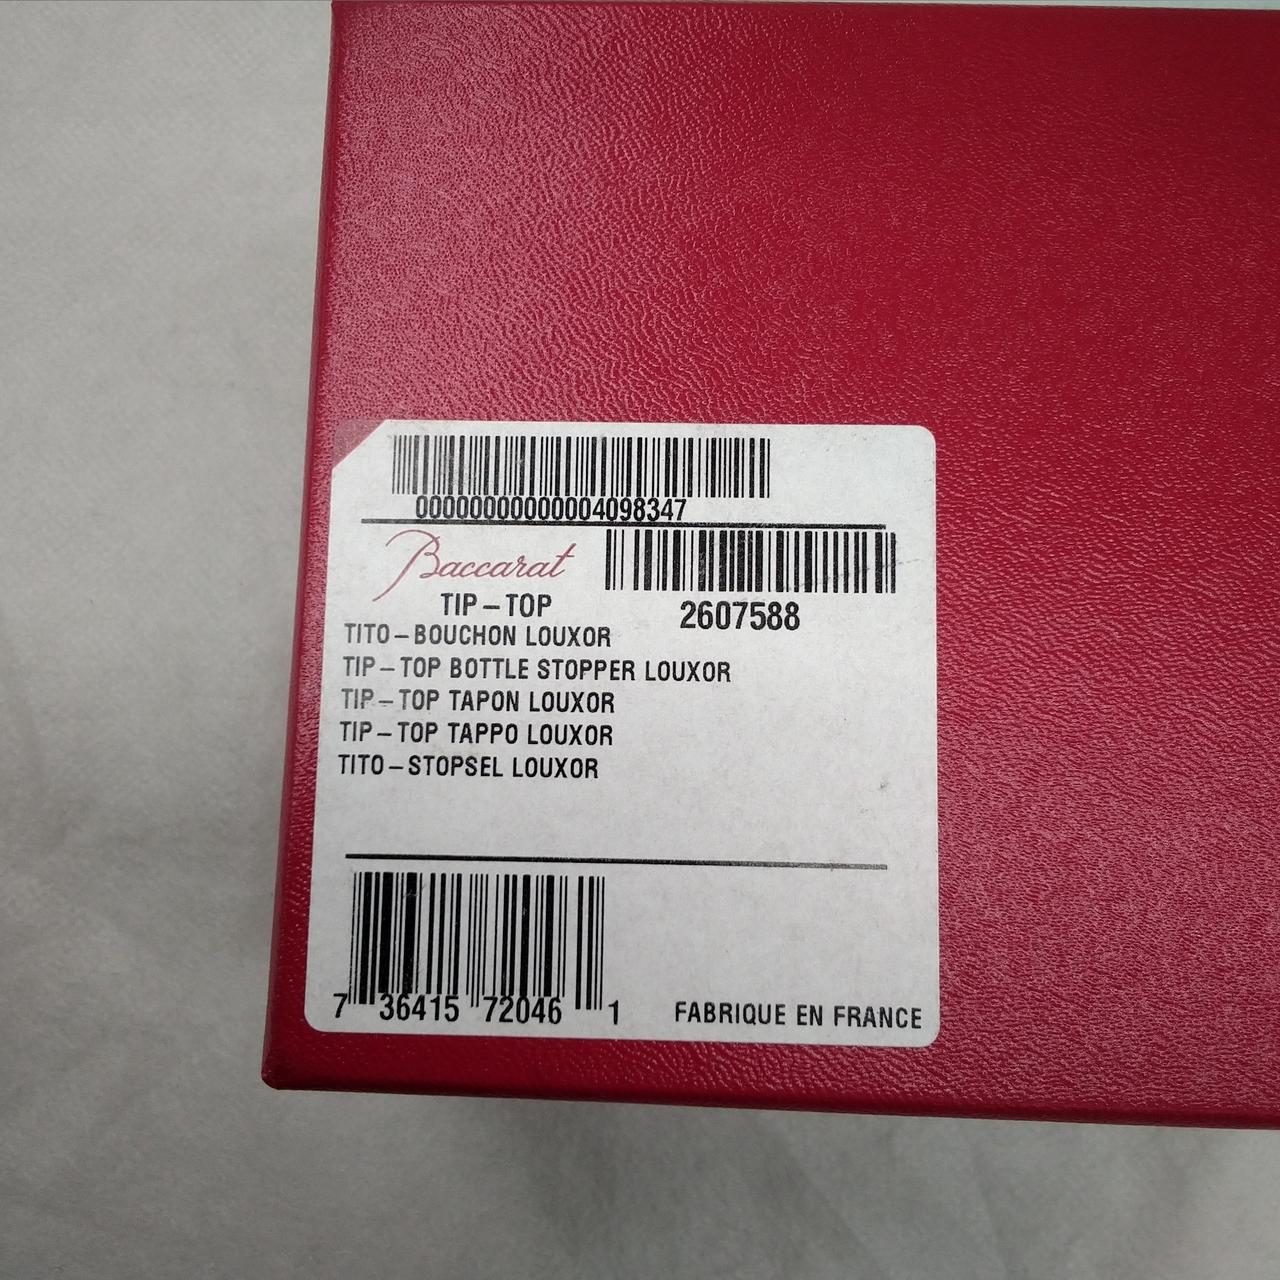 00000000000004098347
Baccarat
2607588
TIP-TOP
TITO-BOUCHON LOUXOR
TIP-TOP BOTTLE STOPPER LOUXOR
TIP-TOP TAPON LOUXOR
TIP-TOP TAPPO LOUXOR
TITO-STOPSEL LOUXOR
7 36415 72046 1
FABRIQUE EN FRANCE